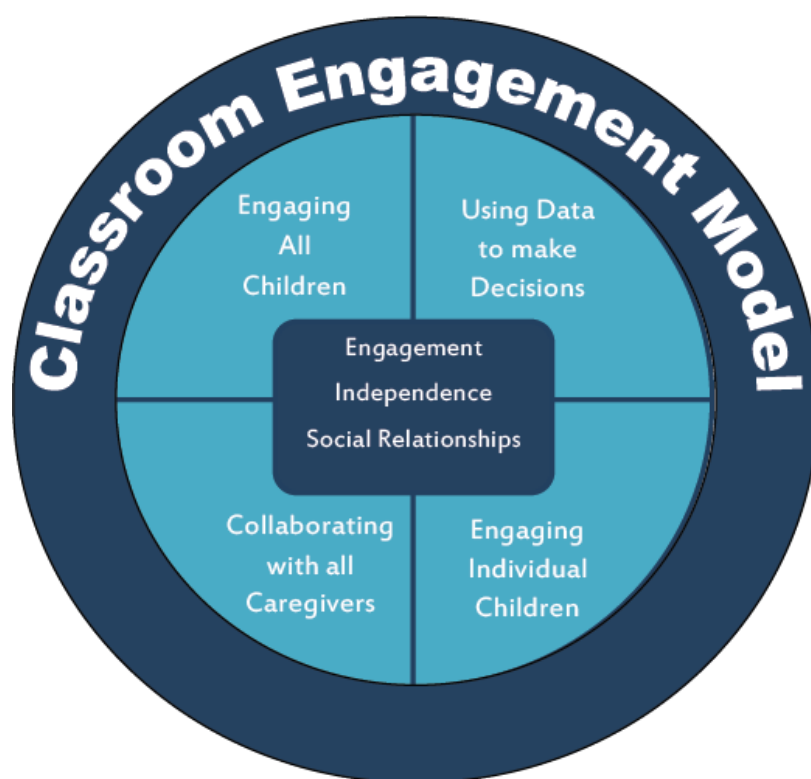 Classroom Engagement Model
Engaging
All
Children
Using Data
to make
Decisions
Engagement
Independence
Social Relationships
Collaborating
with all
Caregivers
Engaging
Individual
Children